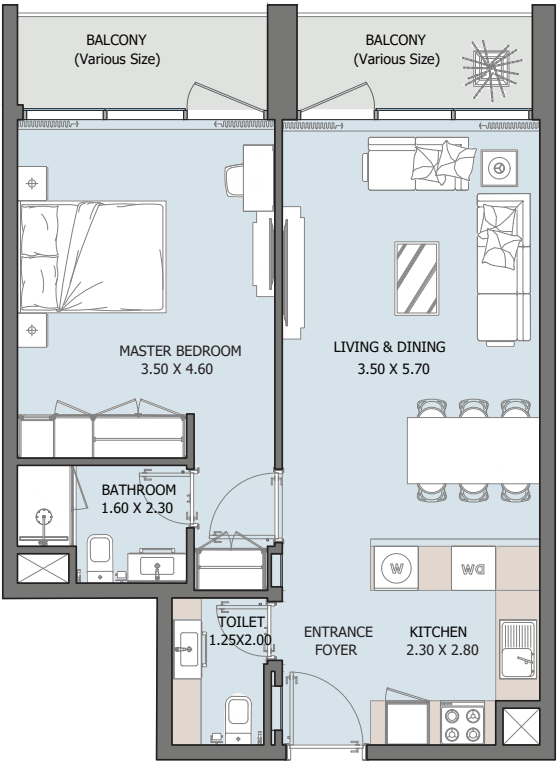 BALCONY
(Various Size)
BALCONY
(Various Size)
MASTER BEDROOM
3.50 X 4.60
LIVING & DINING
3.50 X 5.70
BATHROOM
1.60 X 2.30
W
DW
TOILET
1.25X2.00
ENTRANCE
FOYER
KITCHEN
2.30 X 2.80